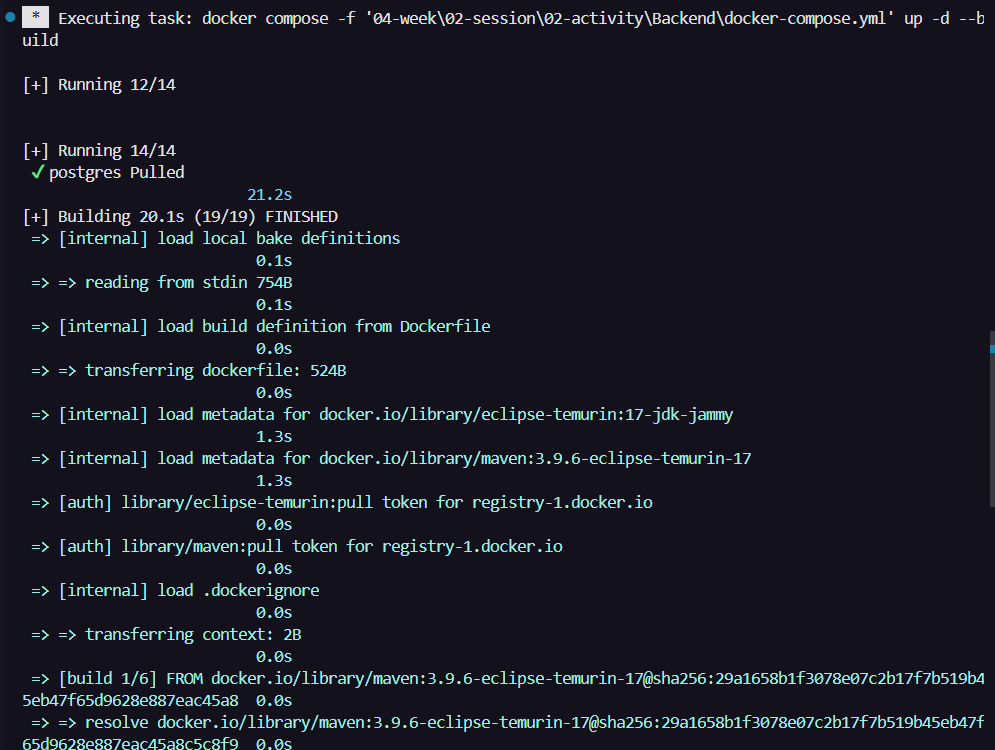 * Executing task: docker compose -f '04-week\02-session\02-activity\Backend\docker-compose.yml' up -d --b
uild
[+] Running 12/14
[+] Running 14/14
✔ postgres Pulled
21.2s
[+] Building 20.1s (19/19) FINISHED
=> [internal] load local bake definitions
0.1s
=> => reading from stdin 754B
0.1s
=> [internal] load build definition from Dockerfile
0.0s
=> => transferring dockerfile: 524B
0.0s
=> [internal] load metadata for docker.io/library/eclipse-temurin:17-jdk-jammy
1.3s
=> [internal] load metadata for docker.io/library/maven:3.9.6-eclipse-temurin-17
1.3s
=> [auth] library/eclipse-temurin:pull token for registry-1.docker.io
0.0s
=> [auth] library/maven:pull token for registry-1.docker.io
0.0s
=> [internal] load .dockerignore
0.0s
=> => transferring context: 2B
0.0s
=> [build 1/6] FROM docker.io/library/maven:3.9.6-eclipse-temurin-17@sha256:29a1658b1f3078e07c2b17f7b519b4
5eb47f65d9628e887eac45a8 0.0s
=> => resolve docker.io/library/maven:3.9.6-eclipse-temurin-17@sha256:29a1658b1f3078e07c2b17f7b519b45eb47f
65d9628e887eac45a8c5c8f9 0.0s